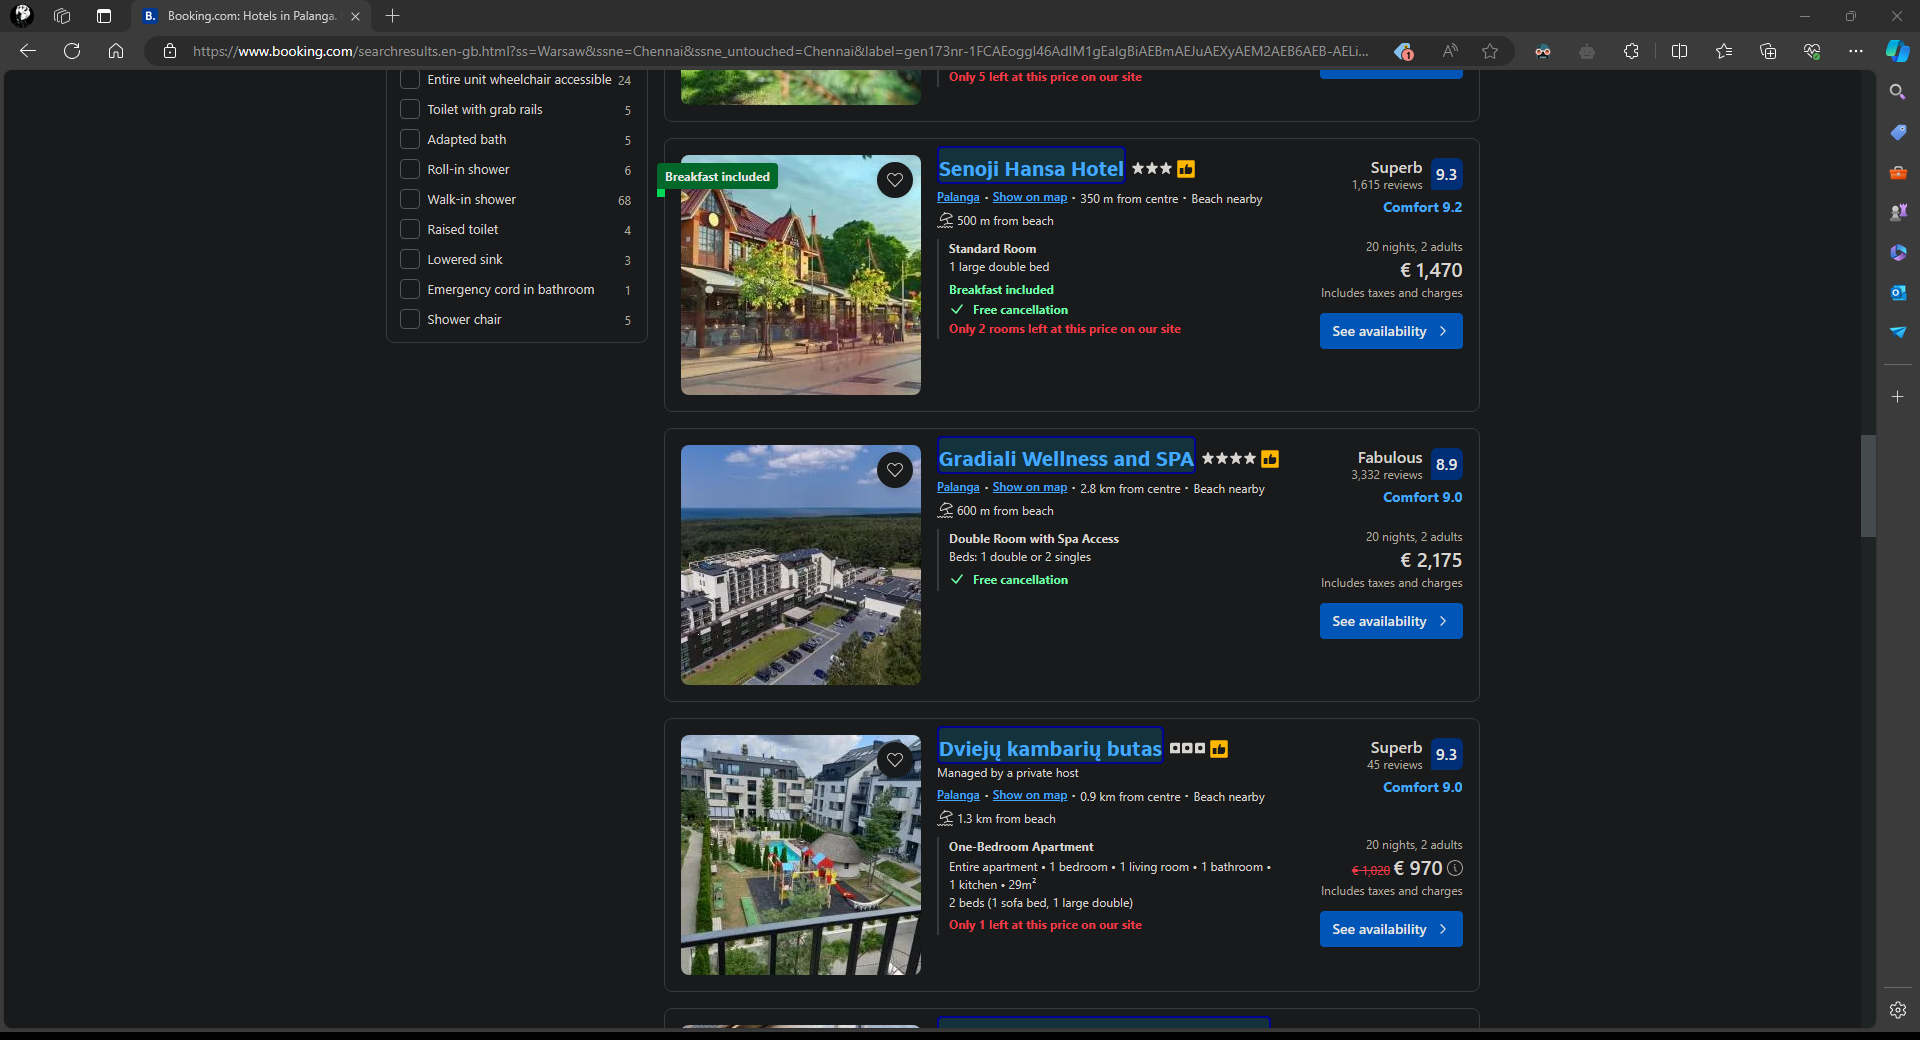 Booking.com: Hotels in Palanga.
https://www.booking.com/searchresults.en-gb.html?ss=Warsaw&ssne=Chennai&ssne_untouched=Chennai&label=gen173nr-1FCAEoggI46AdIM1gEalgBiAEBmAEJuAEXyAEM2AEB6AEB-AELi...
1
Entire unit wheelchair accessible 24
Toilet with grab rails 5
Adapted bath 5
Roll-in shower 6
Walk-in shower 68
Raised toilet 4
Lowered sink 3
Emergency cord in bathroom 1
Shower chair 5
Only 5 left at this price on our site
Breakfast included
Senoji Hansa Hotel
Palanga • Show on map • 350 m from centre • Beach nearby
500 m from beach
Standard Room
1 large double bed
Breakfast included
Free cancellation
Only 2 rooms left at this price on our site
Superb 9.3
1,615 reviews
Comfort 9.2
20 nights, 2 adults
€ 1,470
Includes taxes and charges
See availability
Gradiali Wellness and SPA
Palanga • Show on map • 2.8 km from centre • Beach nearby
600 m from beach
Double Room with Spa Access
Beds: 1 double or 2 singles
Free cancellation
Fabulous 8.9
3,332 reviews
Comfort 9.0
20 nights, 2 adults
€ 2,175
Includes taxes and charges
See availability
Dviejų kambarių butas
Managed by a private host
Palanga • Show on map • 0.9 km from centre • Beach nearby
1.3 km from beach
One-Bedroom Apartment
Entire apartment • 1 bedroom • 1 living room • 1 bathroom •
1 kitchen • 29m²
2 beds (1 sofa bed, 1 large double)
Only 1 left at this price on our site
Superb 9.3
45 reviews
Comfort 9.0
20 nights, 2 adults
€ 1,020 € 970
Includes taxes and charges
See availability